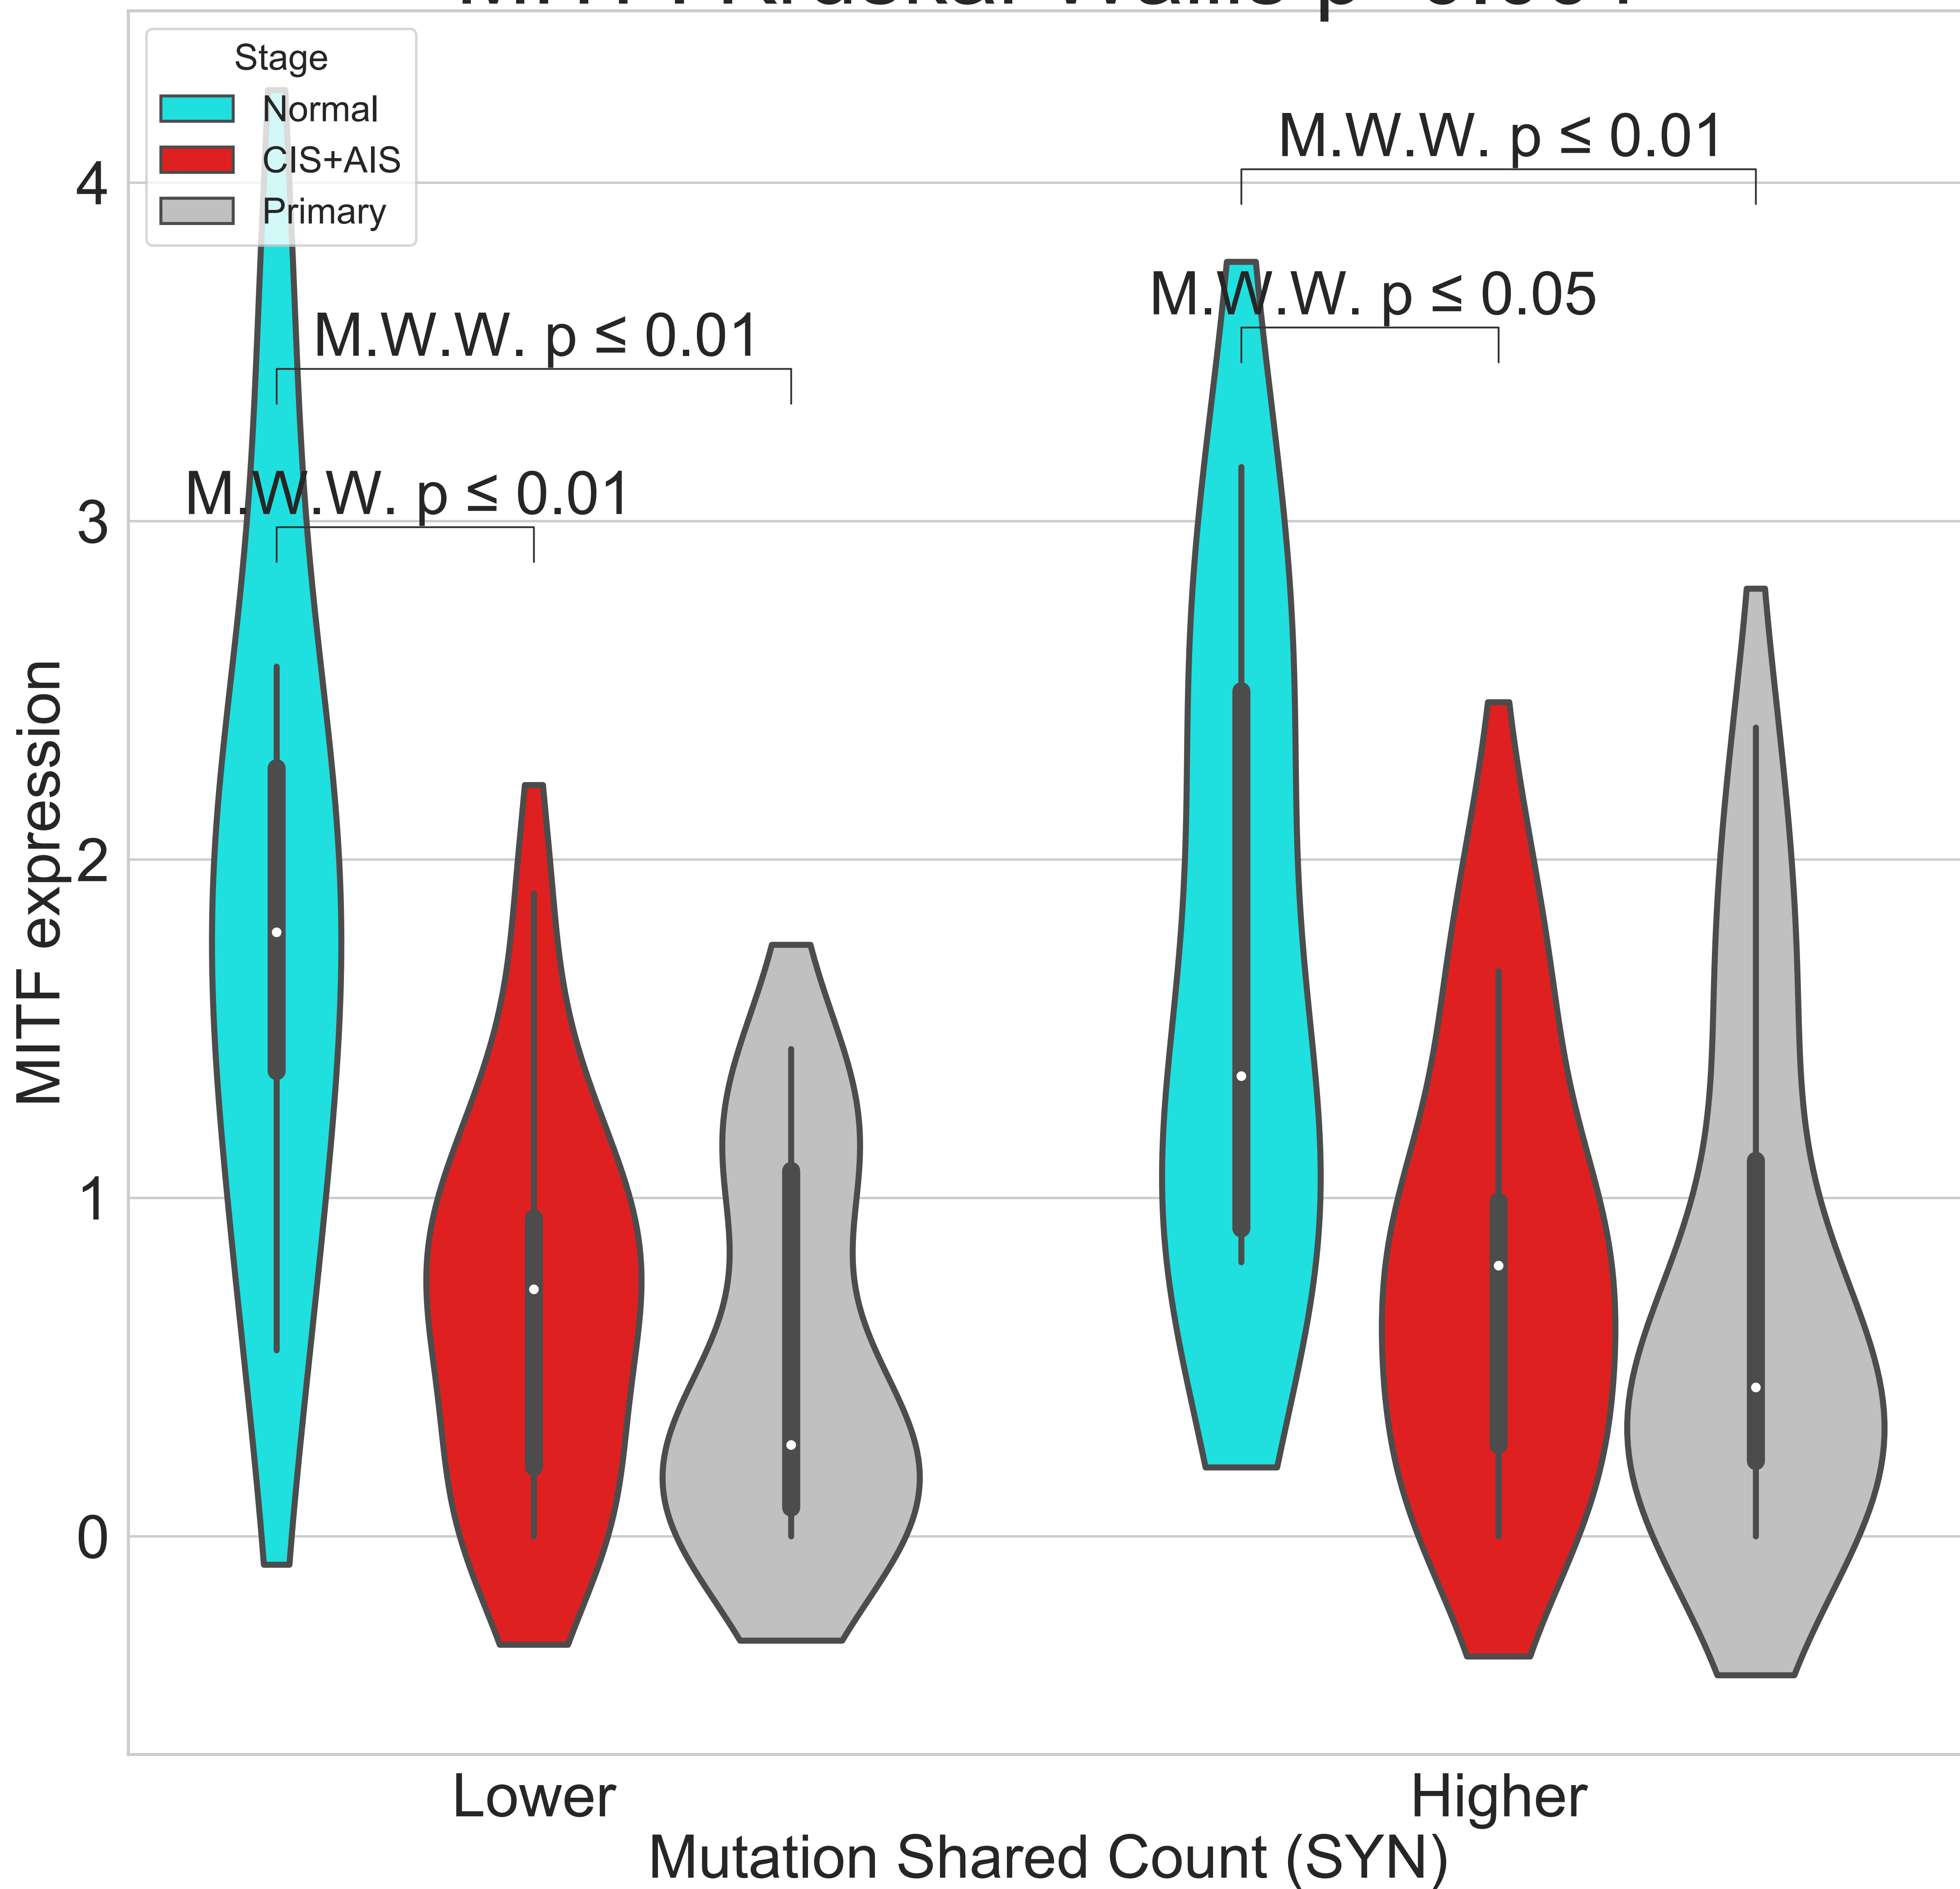 Stage
Normal
CIS+AIS
Primary
M.W.W. p ≤ 0.01
M.W.W. p ≤ 0.05
M.W.W. p ≤ 0.01
M.W.W. p ≤ 0.01
4
3
2
1
0
MITF expression
Lower
Higher
Mutation Shared Count (SYN)